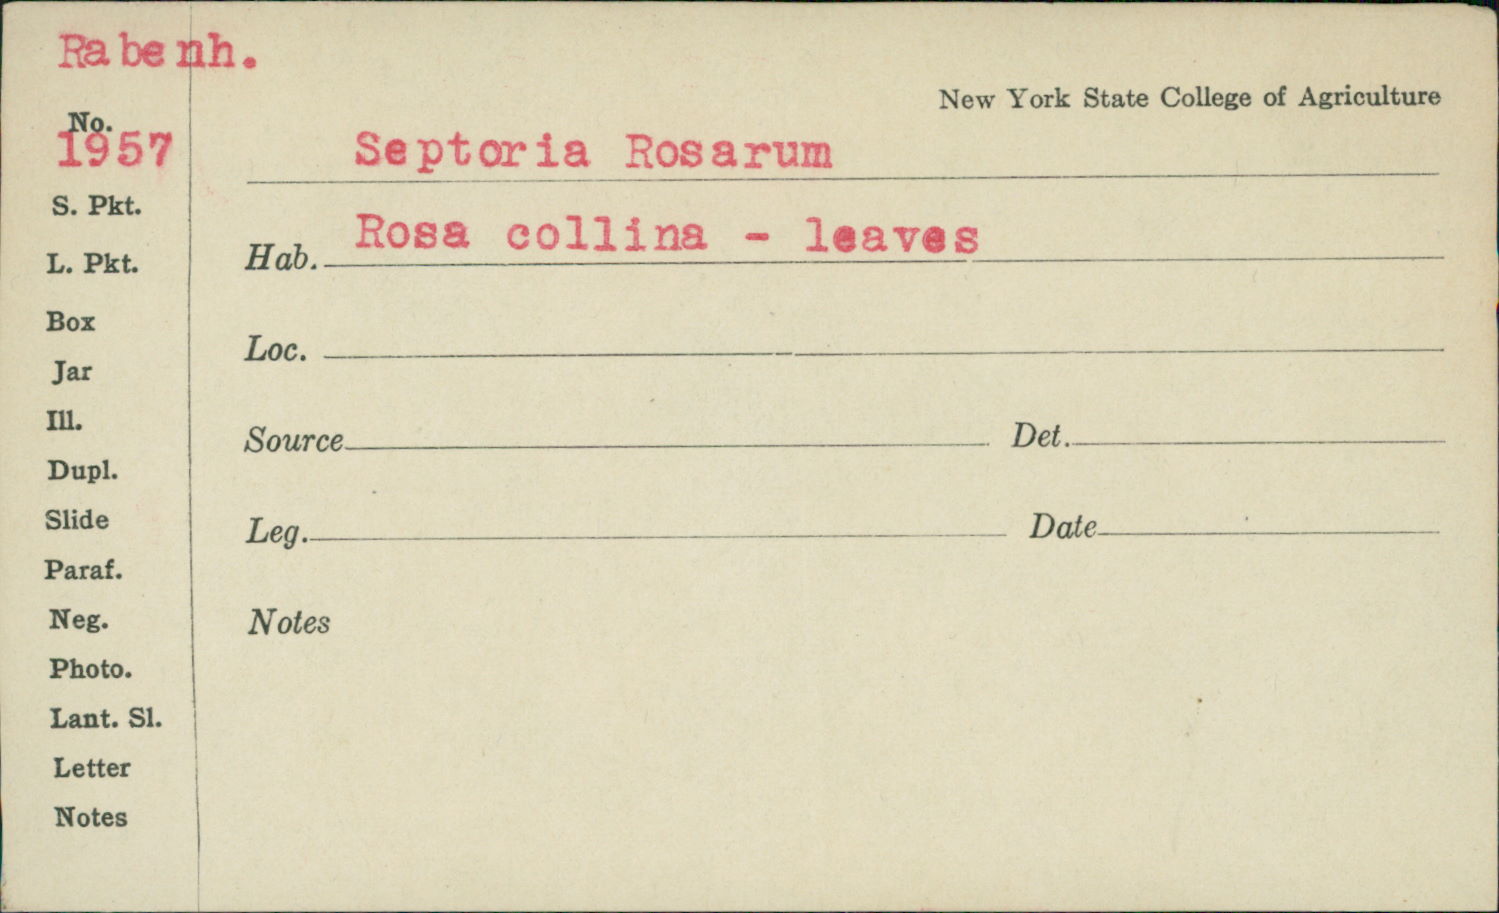 Rabenh.
New York State College of Agriculture
No.
1957
Septoria Rosarum
S. Pkt.
Hab. Rosa collina - leaves
L. Pkt.
Box
Loc.
Jar
Ill.
Source Det.
Dupl.
Slide
Leg. Date
Paraf.
Neg.
Notes
Photo.
Lant. Sl.
Letter
Notes